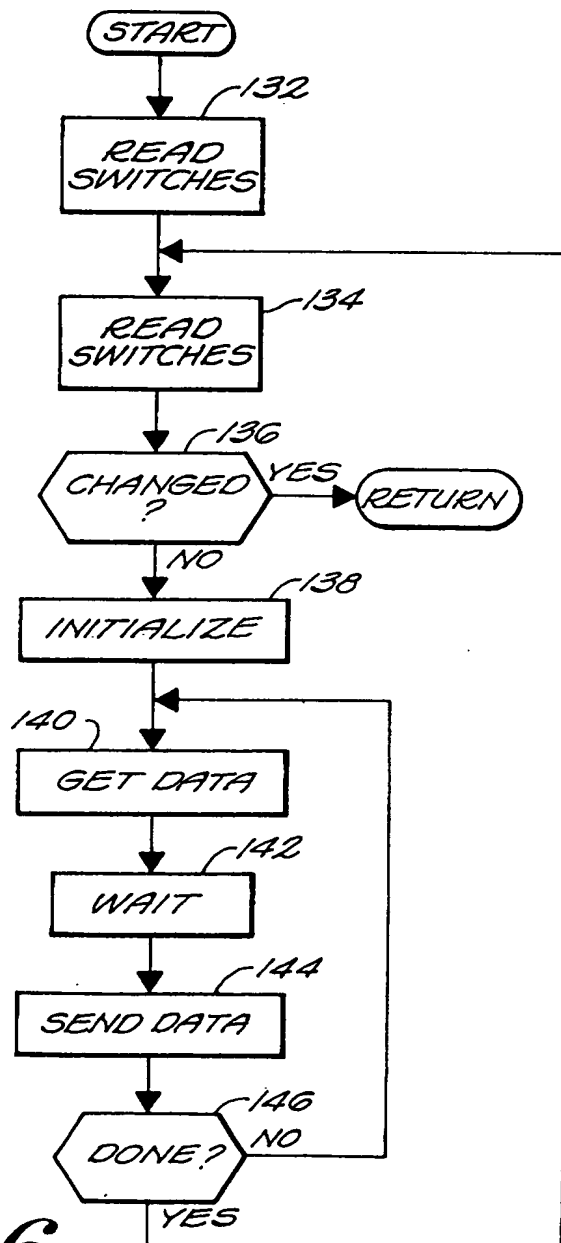 START
132
READ
SWITCHES
134
READ
SWITCHES
136
CHANGED
?
YES
RETURN
NO
138
INITIALIZE
140
GET DATA
142
WAIT
144
SEND DATA
146
DONE?
NO
YES
6